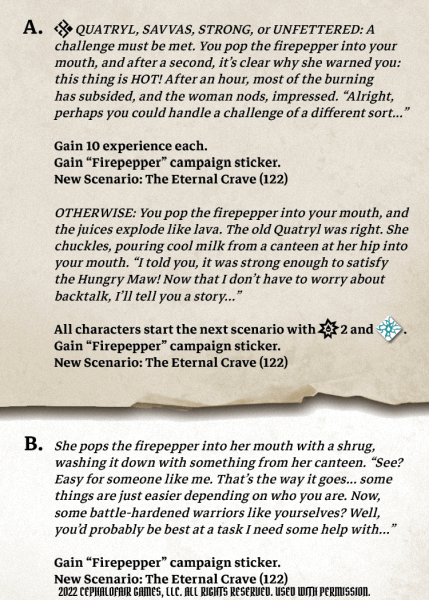 A. QUATRYL, SAVVAS, STRONG, or UNFETTERED: A
challenge must be met. You pop the firepepper into your
mouth, and after a second, it's clear why she warned you:
this thing is HOT! After an hour, most of the burning
has subsided, and the woman nods, impressed. “Alright,
perhaps you could handle a challenge of a different sort...”
Gain 10 experience each.
Gain “Firepepper” campaign sticker.
New Scenario: The Eternal Crave (122)
OTHERWISE: You pop the firepepper into your mouth, and
the juices explode like lava. The old Quatryl was right. She
chuckles, pouring cool milk from a canteen at her hip into
your mouth. “I told you, it was strong enough to satisfy
the Hungry Maw! Now that I don't have to worry about
backtalk, I'll tell you a story...”
All characters start the next scenario with 2 and .
Gain “Firepepper” campaign sticker.
New Scenario: The Eternal Crave (122)
B. She pops the firepepper into her mouth with a shrug,
washing it down with something from her canteen. “See?
Easy for someone like me. That's the way it goes... some
things are just easier depending on who you are. Now,
some battle-hardened warriors like yourselves? Well,
you'd probably be best at a task I need some help with...”
Gain “Firepepper” campaign sticker.
New Scenario: The Eternal Crave (122)
2022 CEPHALOFAIR GAMES, LLC. ALL RIGHTS RESERVED. USED WITH PERMISSION.